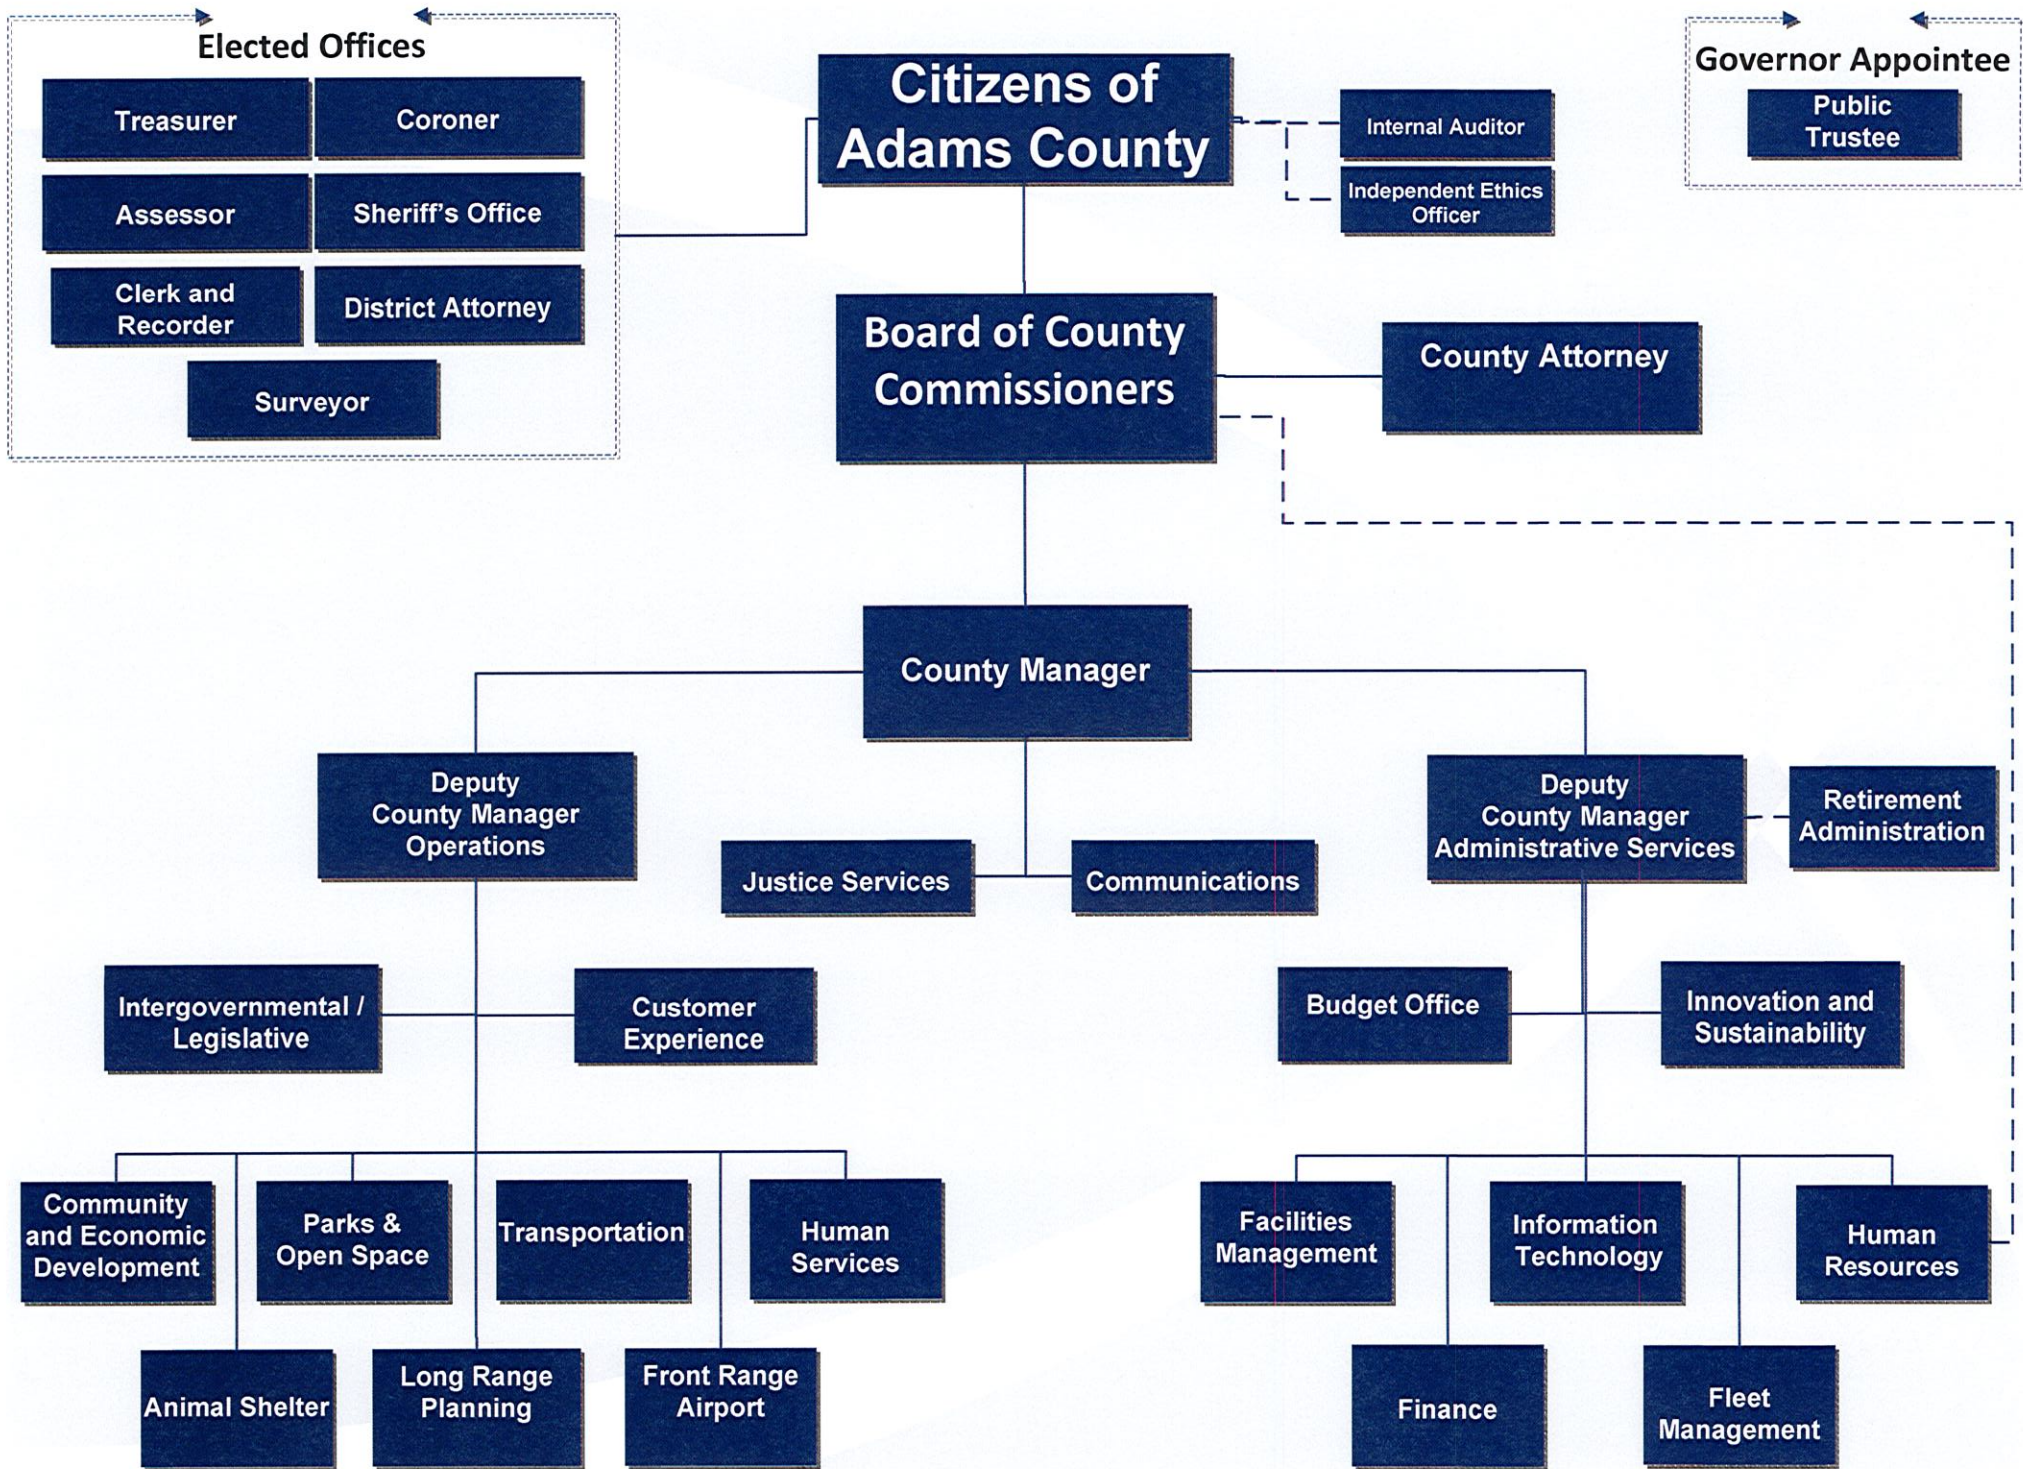 Elected Offices
Treasurer
Coroner
Assessor
Sheriff's Office
Clerk and
Recorder
District Attorney
Surveyor
Citizens of
Adams County
Internal Auditor
Independent Ethics
Officer
Governor Appointee
Public
Trustee
Board of County
Commissioners
County Attorney
County Manager
Deputy
County Manager
Operations
Justice Services
Communications
Deputy
County Manager
Administrative Services
Retirement
Administration
Intergovernmental /
Legislative
Customer
Experience
Budget Office
Innovation and
Sustainability
Community
and Economic
Development
Parks &
Open Space
Transportation
Human
Services
Animal Shelter
Long Range
Planning
Front Range
Airport
Facilities
Management
Information
Technology
Human
Resources
Finance
Fleet
Management